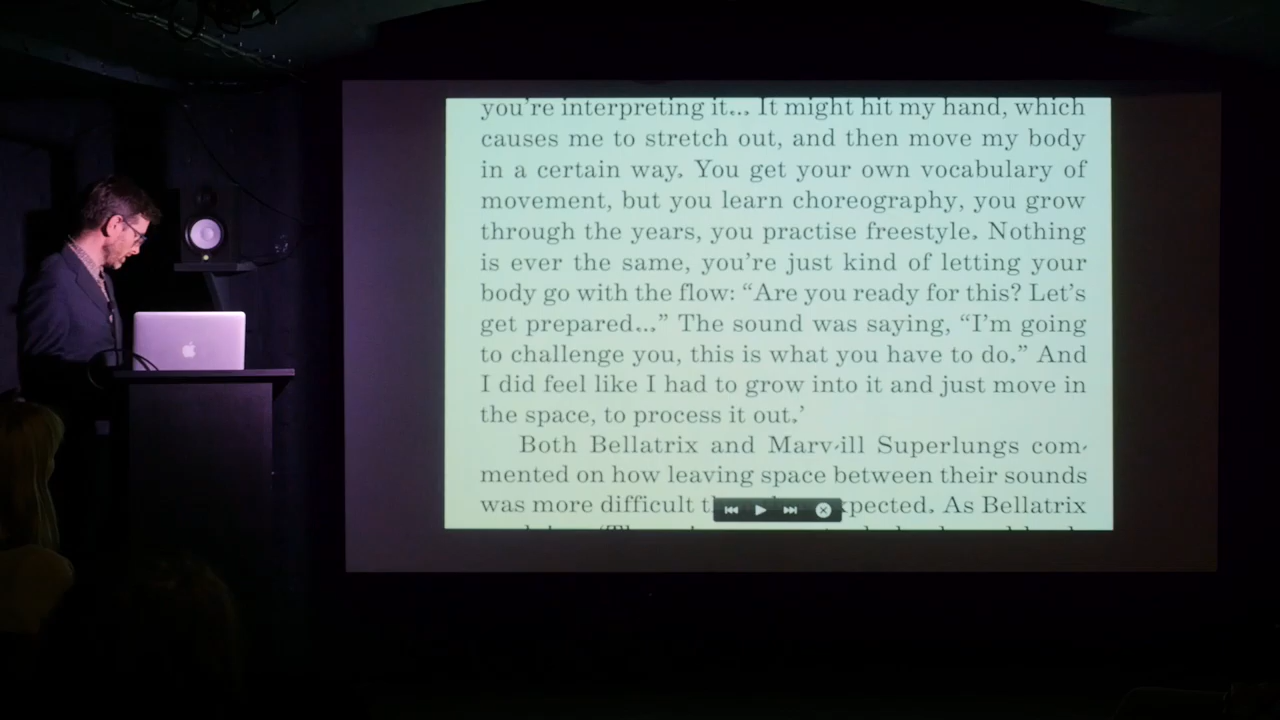 you're interpreting it... It might hit my hand, which
causes me to stretch out, and then move my body
in a certain way. You get your own vocabulary of
movement, but you learn choreography, you grow
through the years, you practise freestyle. Nothing
is ever the same, you're just kind of letting your
body go with the flow: “Are you ready for this? Let's
get prepared...” The sound was saying, “I'm going
to challenge you, this is what you have to do.” And
I did feel like I had to grow into it and just move in
the space, to process it out.’
Both Bellatrix and Marv-ill Superlungs com-
mented on how leaving space between their sounds
was more difficult xpected. As Bellatrix